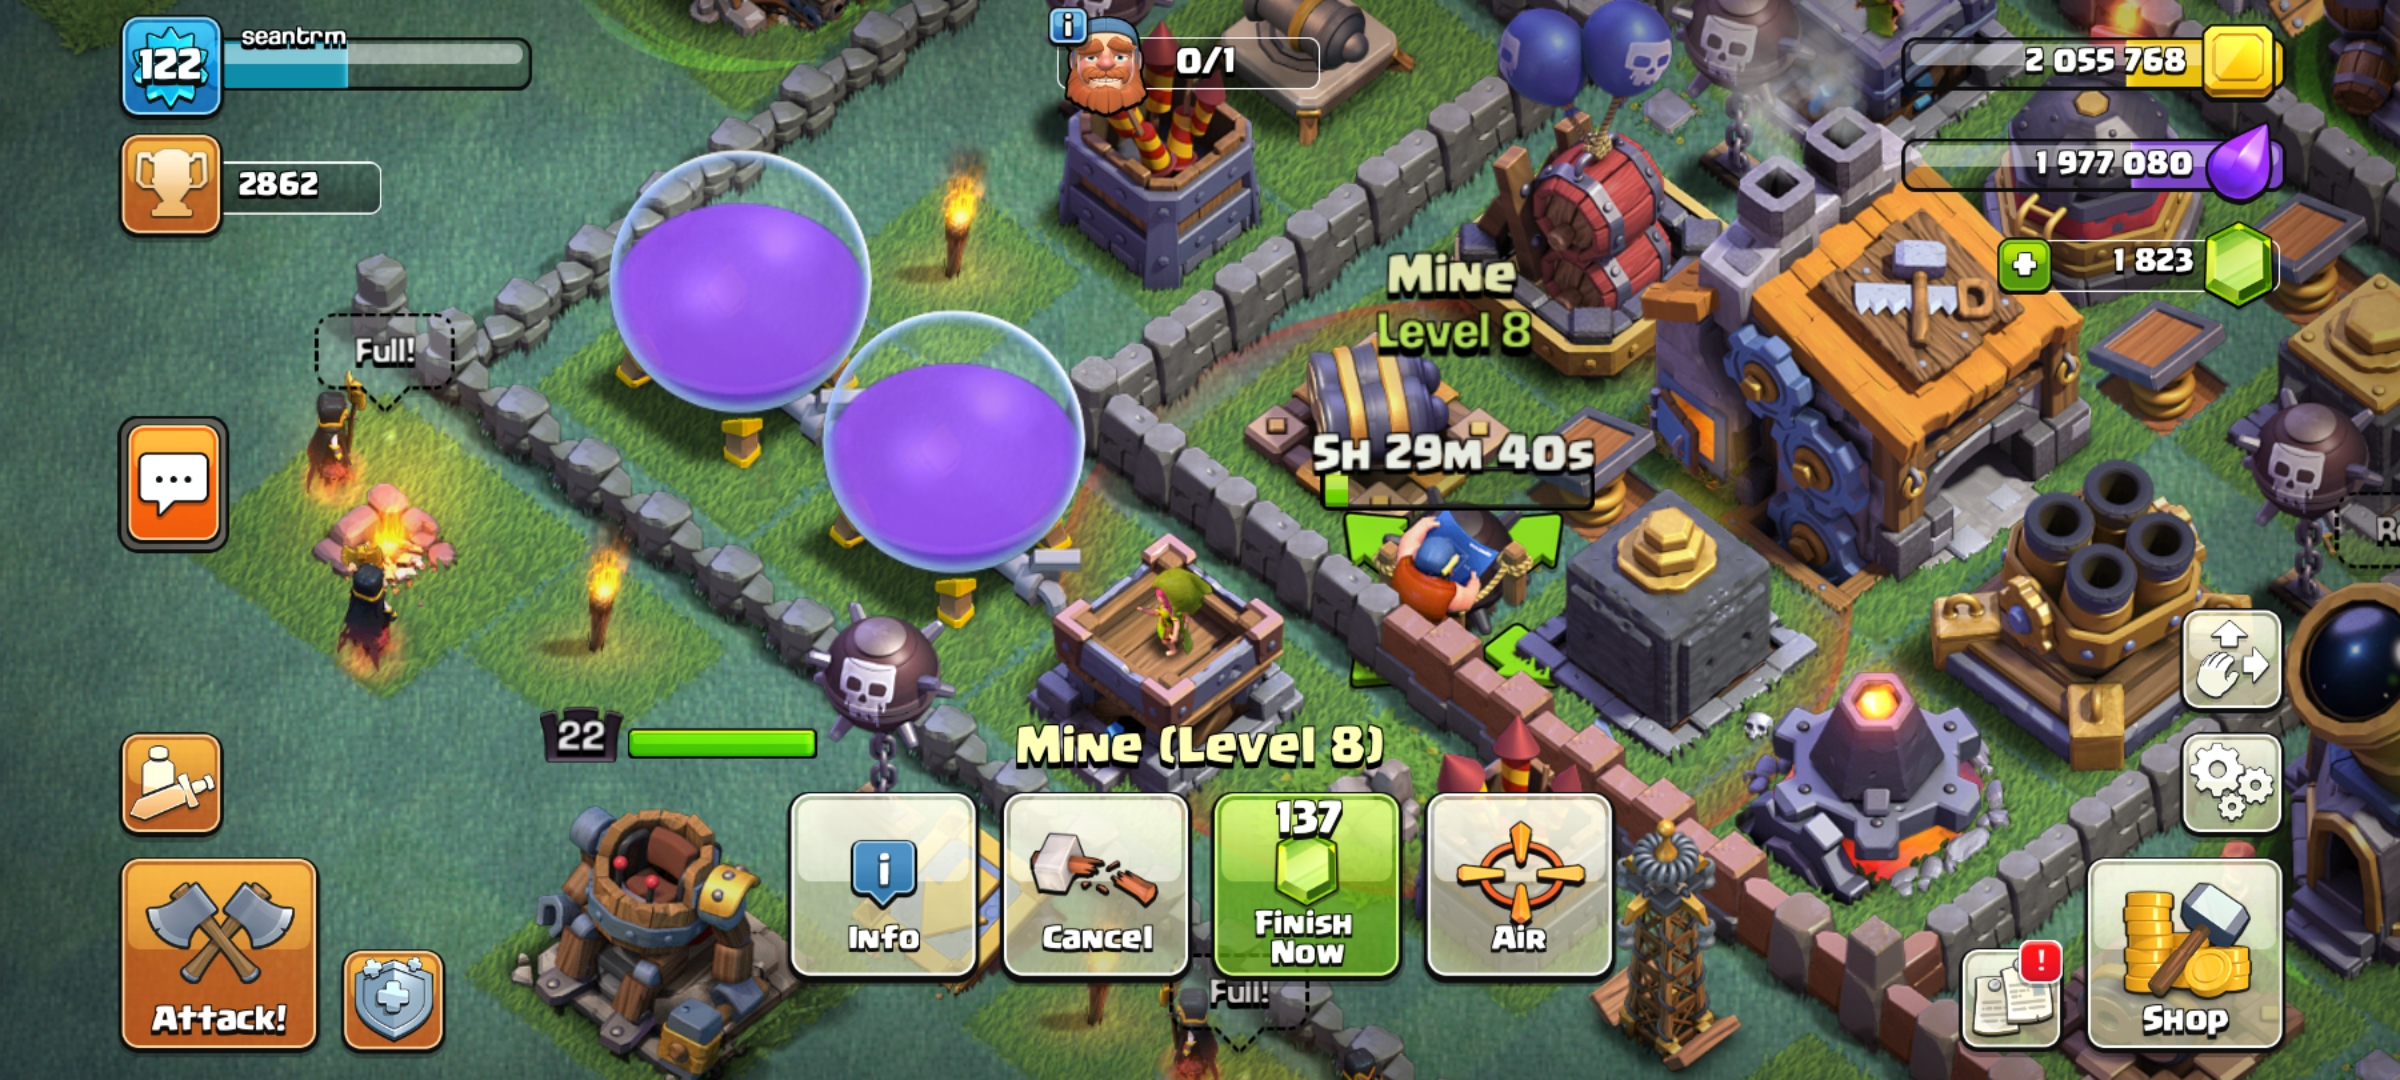 122
seantrm
0/1
2 055 768
2862
1 977 080
1 823
Mine
Level 8
Full!
5H 29M 40s
22
Mine (Level 8)
Info
Cancel
137
Finish
Now
Air
Attack!
Full!
Shop
!